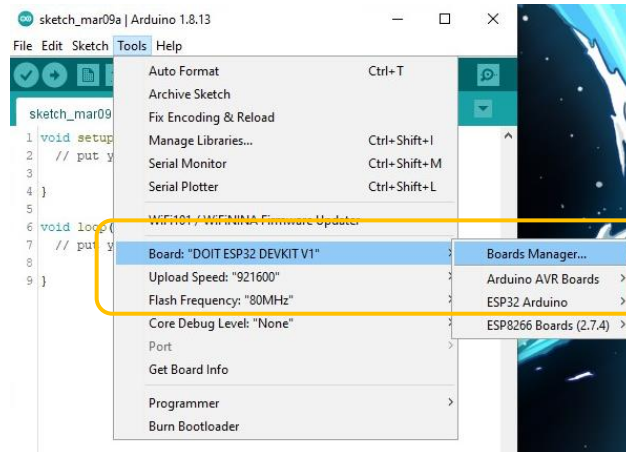 sketch_mar09a | Arduino 1.8.13
File Edit Sketch Tools Help
sketch_mar09
1 void setup
2 // put y
3
4 }
5
6 void loop(
7 // put y
8
9 }
Auto Format Ctrl+T
Archive Sketch
Fix Encoding & Reload
Manage Libraries... Ctrl+Shift+I
Serial Monitor Ctrl+Shift+M
Serial Plotter Ctrl+Shift+L
WiFi101 / WiFiNINA Firmware Updater
Board: "DOIT ESP32 DEVKIT V1"
Upload Speed: "921600"
Flash Frequency: "80MHz"
Core Debug Level: "None"
Port
Get Board Info
Programmer
Burn Bootloader
Boards Manager...
Arduino AVR Boards
ESP32 Arduino
ESP8266 Boards (2.7.4)